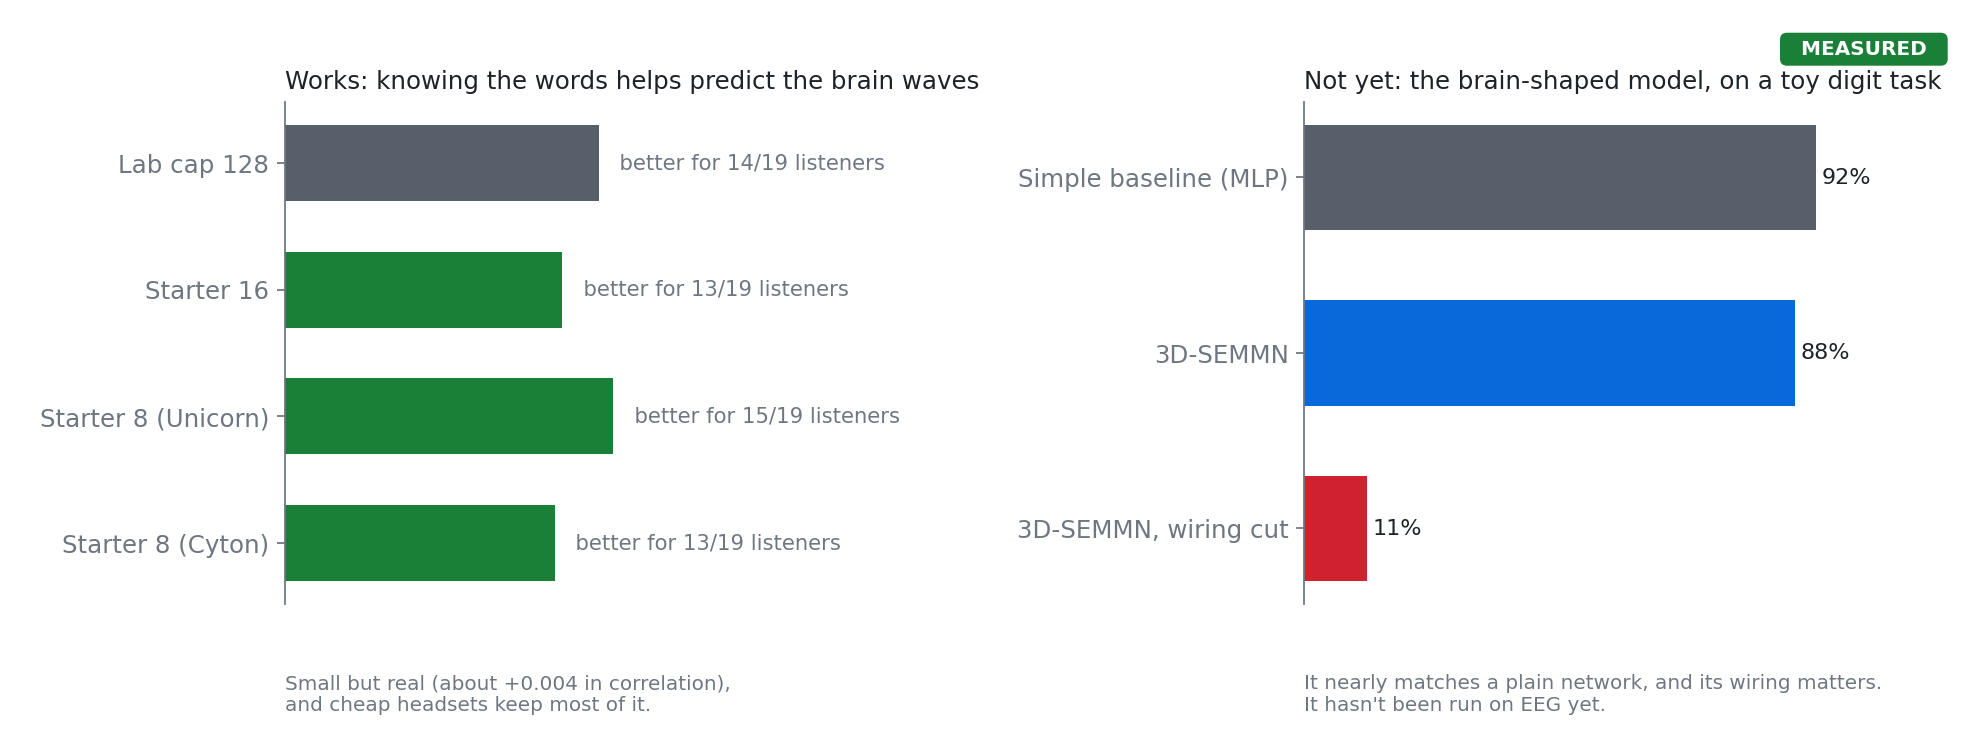 MEASURED
Works: knowing the words helps predict the brain waves
Lab cap 128
better for 14/19 listeners
Starter 16
better for 13/19 listeners
Starter 8 (Unicorn)
better for 15/19 listeners
Starter 8 (Cyton)
better for 13/19 listeners
Small but real (about +0.004 in correlation),
and cheap headsets keep most of it.
Not yet: the brain-shaped model, on a toy digit task
Simple baseline (MLP)
92%
3D-SEMMN
88%
3D-SEMMN, wiring cut
11%
It nearly matches a plain network, and its wiring matters.
It hasn't been run on EEG yet.